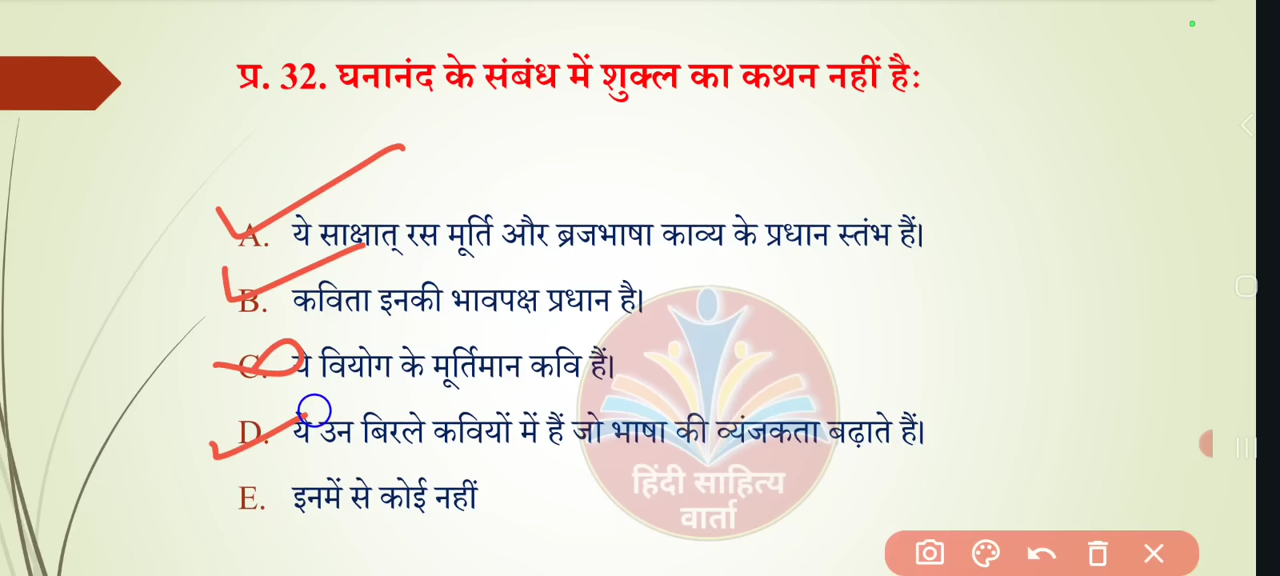 प्र. 32. घनानंद के संबंध में शुक्ल का कथन नहीं है:
A. ये साक्षात् रस मूर्ति और ब्रजभाषा काव्य के प्रधान स्तंभ हैं।
B. कविता इनकी भावपक्ष प्रधान है।
C. ये वियोग के मूर्तिमान कवि हैं।
D. ये उन बिरले कवियों में हैं जो भाषा की व्यंजकता बढ़ाते हैं।
E. इनमें से कोई नहीं
हिंदी साहित्य
वार्ता